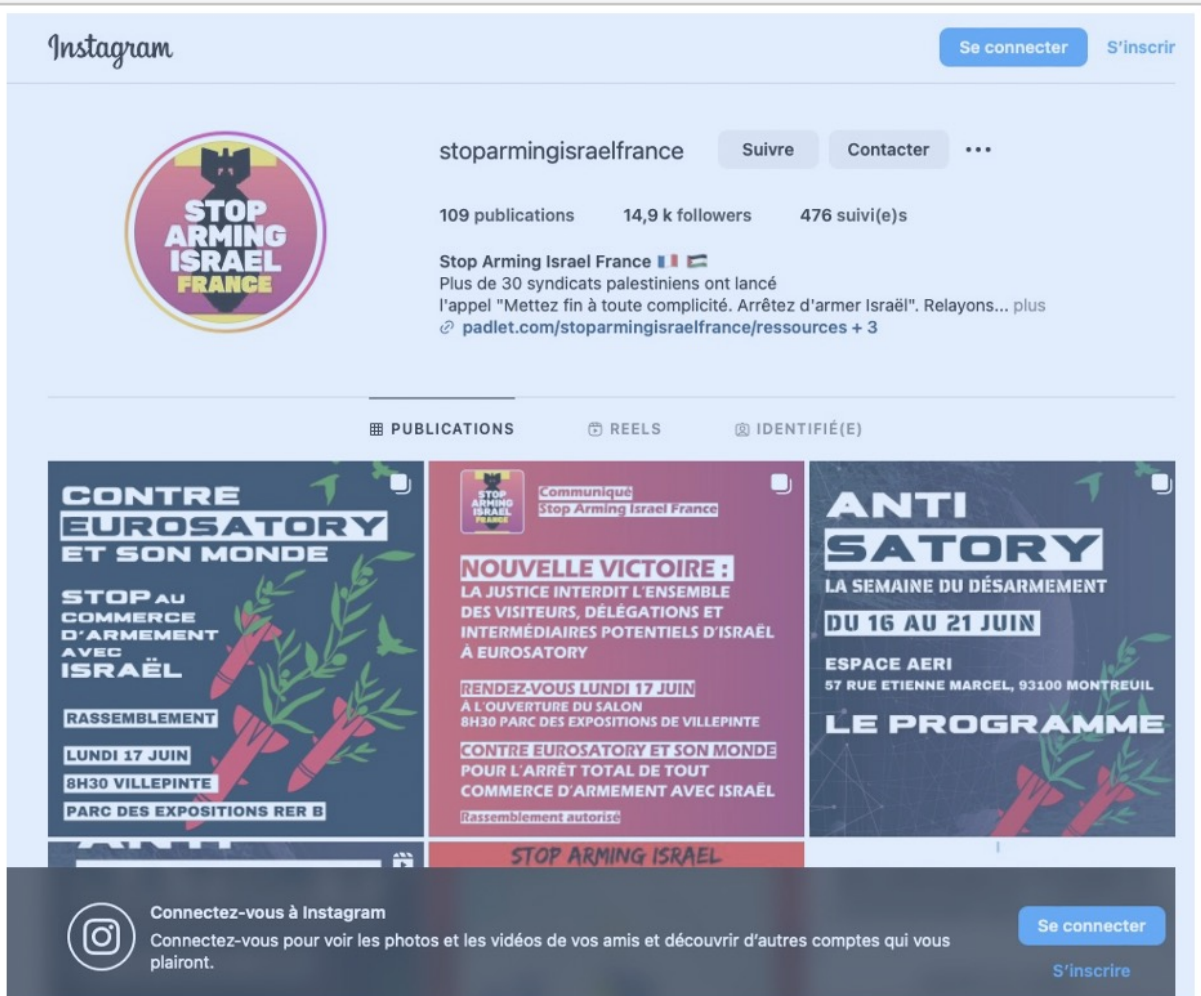 Instagram
Se connecter
S'inscrir
STOP
ARMING
ISRAEL
FRANCE
stoparmingisraelfrance
Suivre
Contacter
109 publications
14,9 k followers
476 suivi(e)s
Stop Arming Israel France
Plus de 30 syndicats palestiniens ont lancé
l'appel "Mettez fin à toute complicité. Arrêtez d'armer Israël". Relayons... plus
padlet.com/stoparmingisraelfrance/ressources + 3
PUBLICATIONS
REELS
IDENTIFIÉ(E)
CONTRE
EUROSATORY
ET SON MONDE
STOP AU
COMMERCE
D'ARMEMENT
AVEC
ISRAËL
RASSEMBLEMENT
LUNDI 17 JUIN
8H30 VILLEPINTE
PARC DES EXPOSITIONS RER B
STOP
ARMING
ISRAEL
FRANCE
Communiqué
Stop Arming Israel France
NOUVELLE VICTOIRE :
LA JUSTICE INTERDIT L'ENSEMBLE
DES VISITEURS, DÉLÉGATIONS ET
INTERMÉDIAIRES POTENTIELS D'ISRAËL
À EUROSATORY
RENDEZ-VOUS LUNDI 17 JUIN
À L'OUVERTURE DU SALON
8H30 PARC DES EXPOSITIONS DE VILLEPINTE
CONTRE EUROSATORY ET SON MONDE
POUR L'ARRÊT TOTAL DE TOUT
COMMERCE D'ARMEMENT AVEC ISRAËL
Rassemblement autorisé
ANTI
SATORY
LA SEMAINE DU DÉSARMEMENT
DU 16 AU 21 JUIN
ESPACE AERI
57 RUE ETIENNE MARCEL, 93100 MONTREUIL
LE PROGRAMME
ANTI
STOP ARMING ISRAEL
Connectez-vous à Instagram
Connectez-vous pour voir les photos et les vidéos de vos amis et découvrir d'autres comptes qui vous
plairont.
Se connecter
S'inscrire